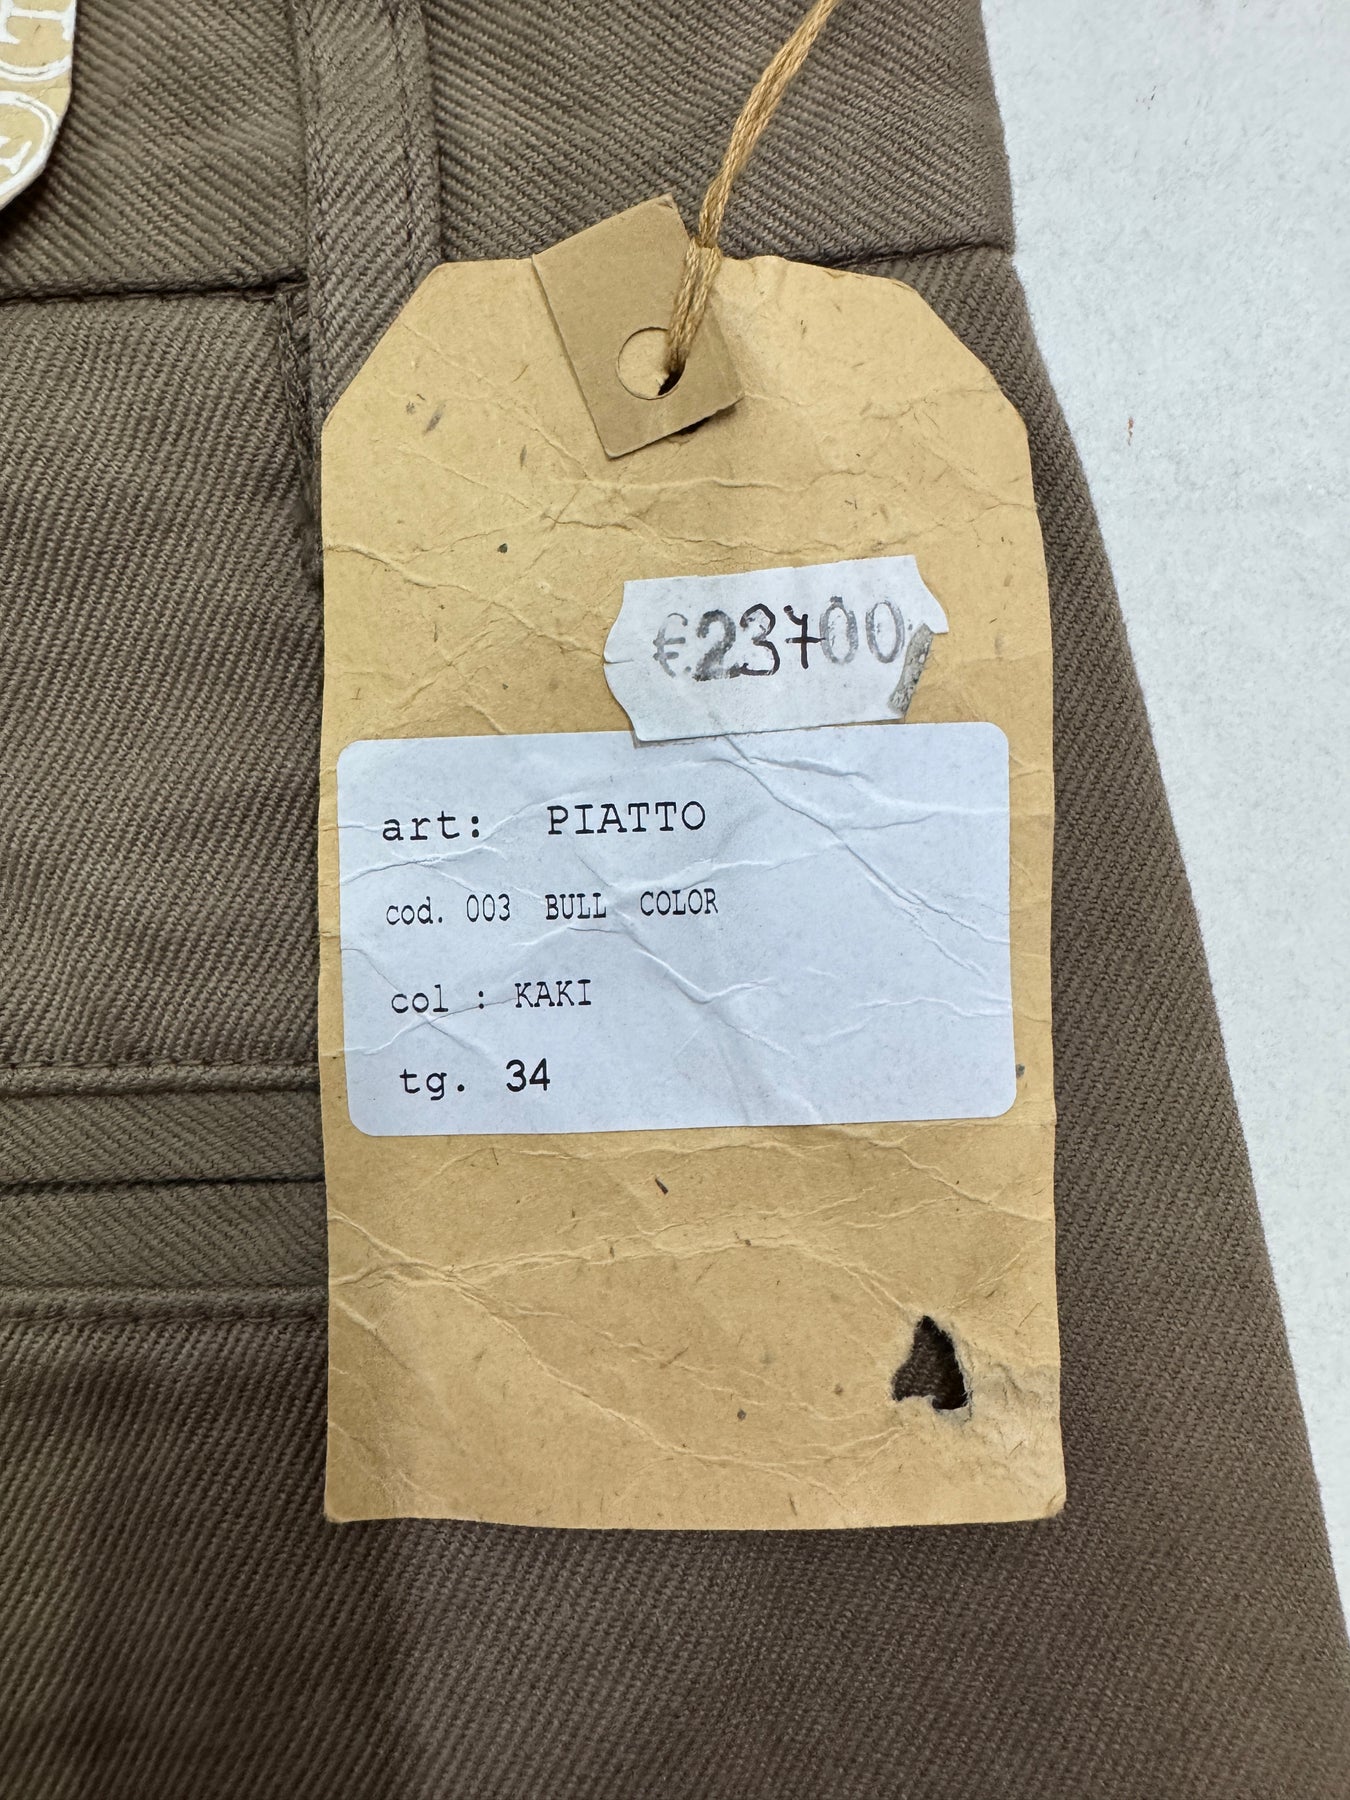 €23700
art: PIATTO
cod. 003 BULL COLOR
col : KAKI
tg. 34